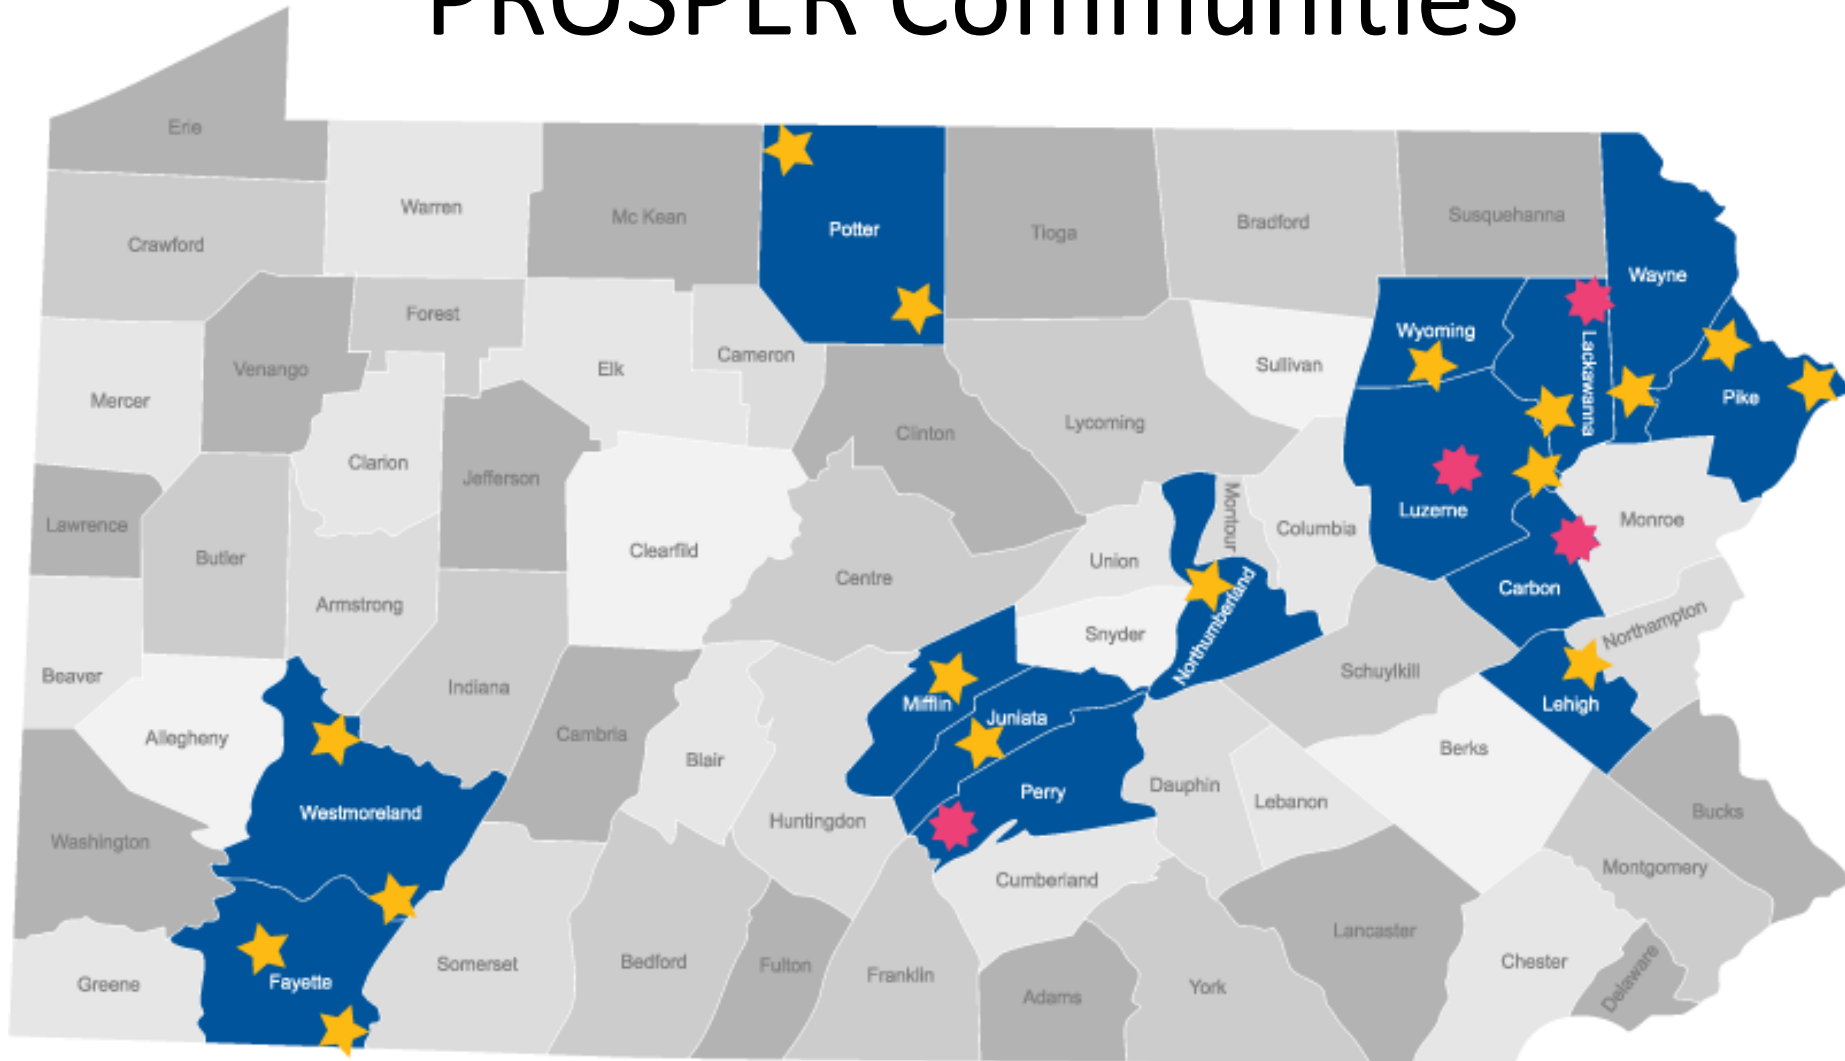 PROSPER Communities
Erie
Warren
Mc Kean
Potter
Tioga
Bradford
Susquehanna
Wayne
Crawford
Forest
Venango
Elk
Cameron
Sullivan
Wyoming
Lackawanna
Pike
Mercer
Clarion
Jefferson
Clinton
Lycoming
Luzerne
Monroe
Lawrence
Butler
Clearfild
Centre
Union
Montour
Columbia
Carbon
Armstrong
Snyder
Northumberland
Northampton
Beaver
Indiana
Mifflin
Juniata
Schuylkill
Lehigh
Allegheny
Cambria
Blair
Perry
Dauphin
Lebanon
Berks
Westmoreland
Huntingdon
Bucks
Washington
Cumberland
Montgomery
Greene
Fayette
Somerset
Bedford
Fulton
Franklin
Adams
York
Lancaster
Chester
Delaware